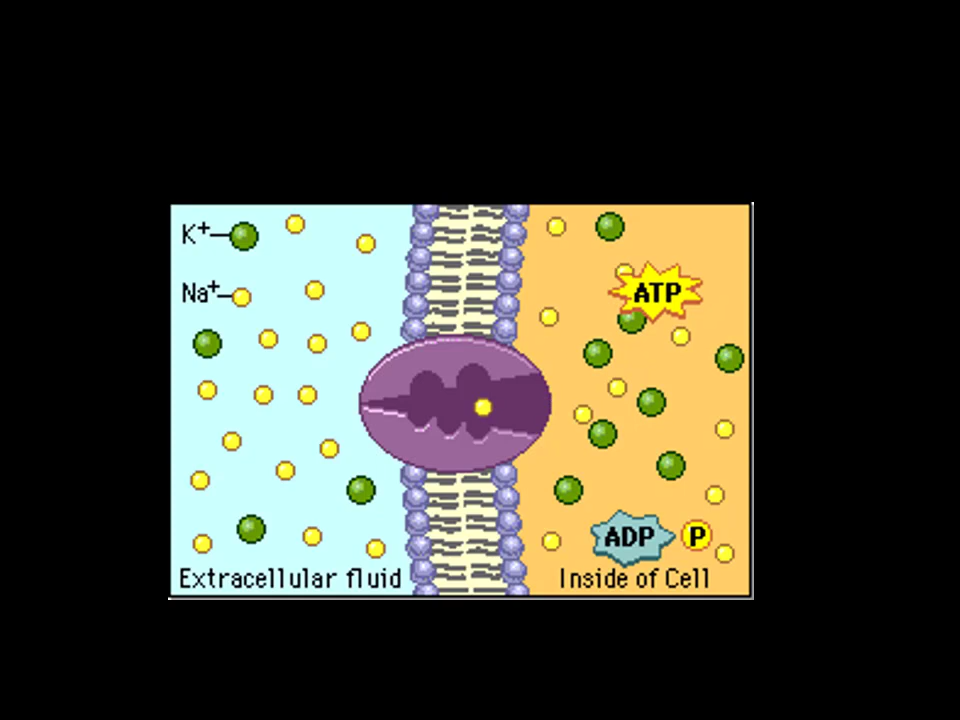 K+
Na+
ATP
ADP P
Extracellular fluid
Inside of Cell